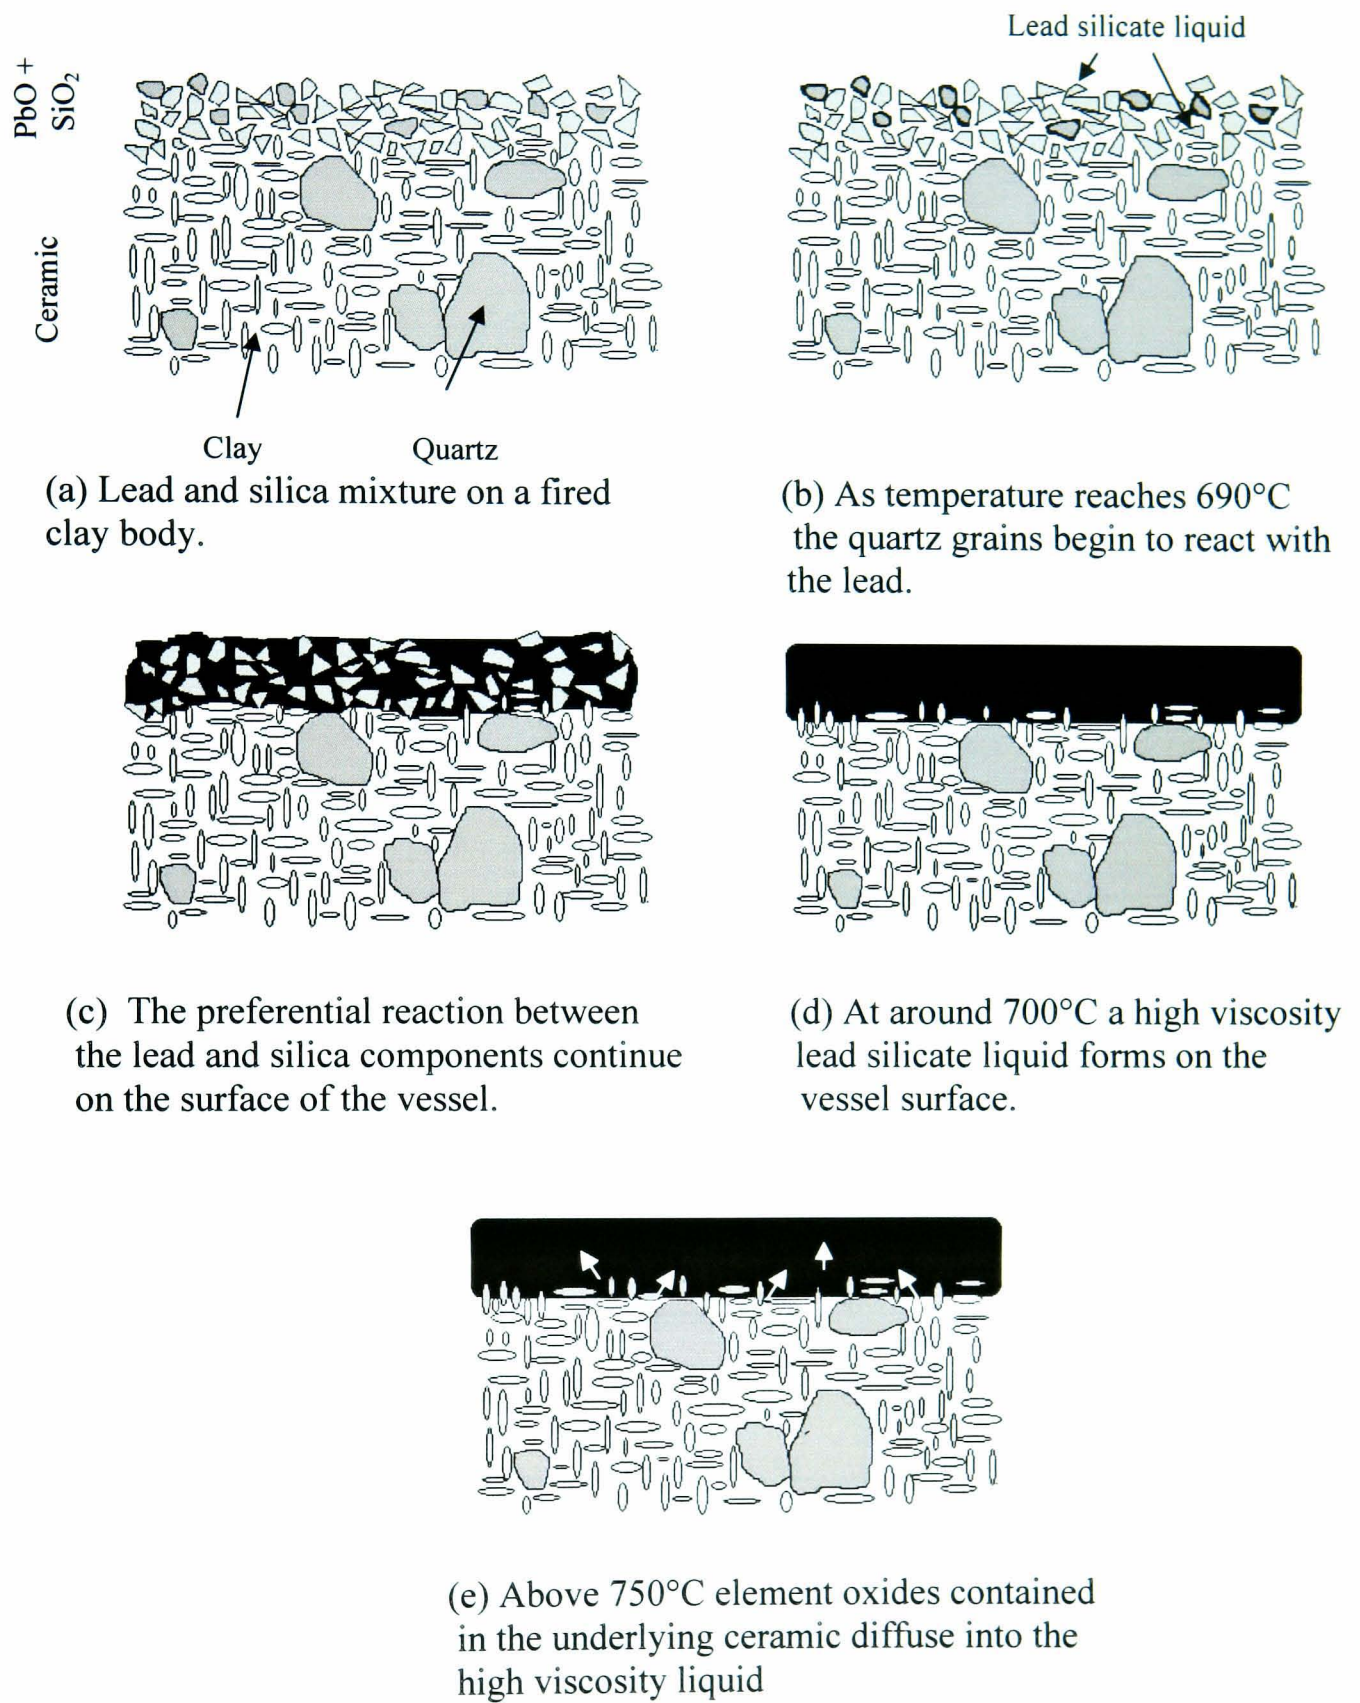 Lead silicate liquid
PbO +
SiO₂
Ceramic
Clay
Quartz
(a) Lead and silica mixture on a fired
clay body.
(b) As temperature reaches 690°C
the quartz grains begin to react with
the lead.
(c) The preferential reaction between
the lead and silica components continue
on the surface of the vessel.
(d) At around 700°C a high viscosity
lead silicate liquid forms on the
vessel surface.
(e) Above 750°C element oxides contained
in the underlying ceramic diffuse into the
high viscosity liquid